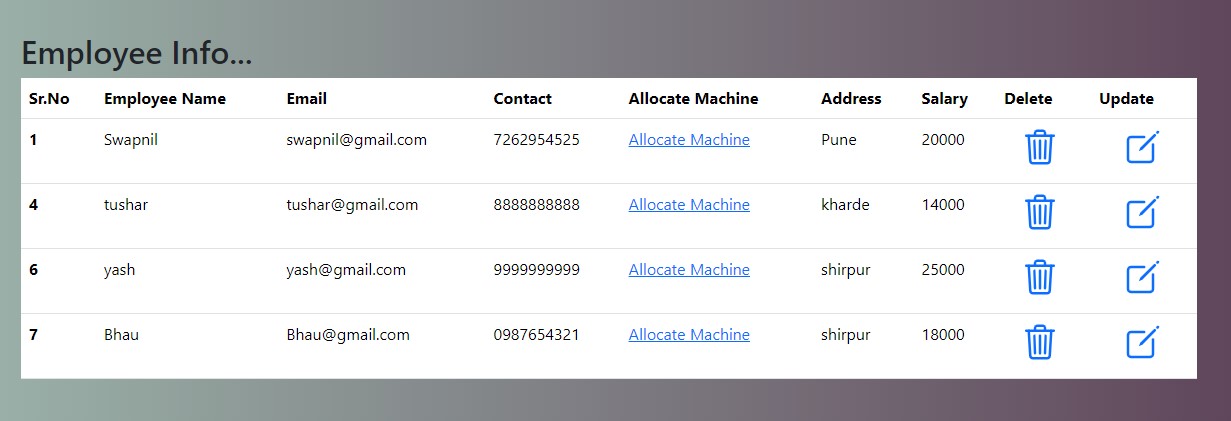 Employee Info...
Sr.No Employee Name Email Contact Allocate Machine Address Salary Delete Update
1 Swapnil swapnil@gmail.com 7262954525 Allocate Machine Pune 20000
4 tushar tushar@gmail.com 8888888888 Allocate Machine kharde 14000
6 yash yash@gmail.com 9999999999 Allocate Machine shirpur 25000
7 Bhau Bhau@gmail.com 0987654321 Allocate Machine shirpur 18000